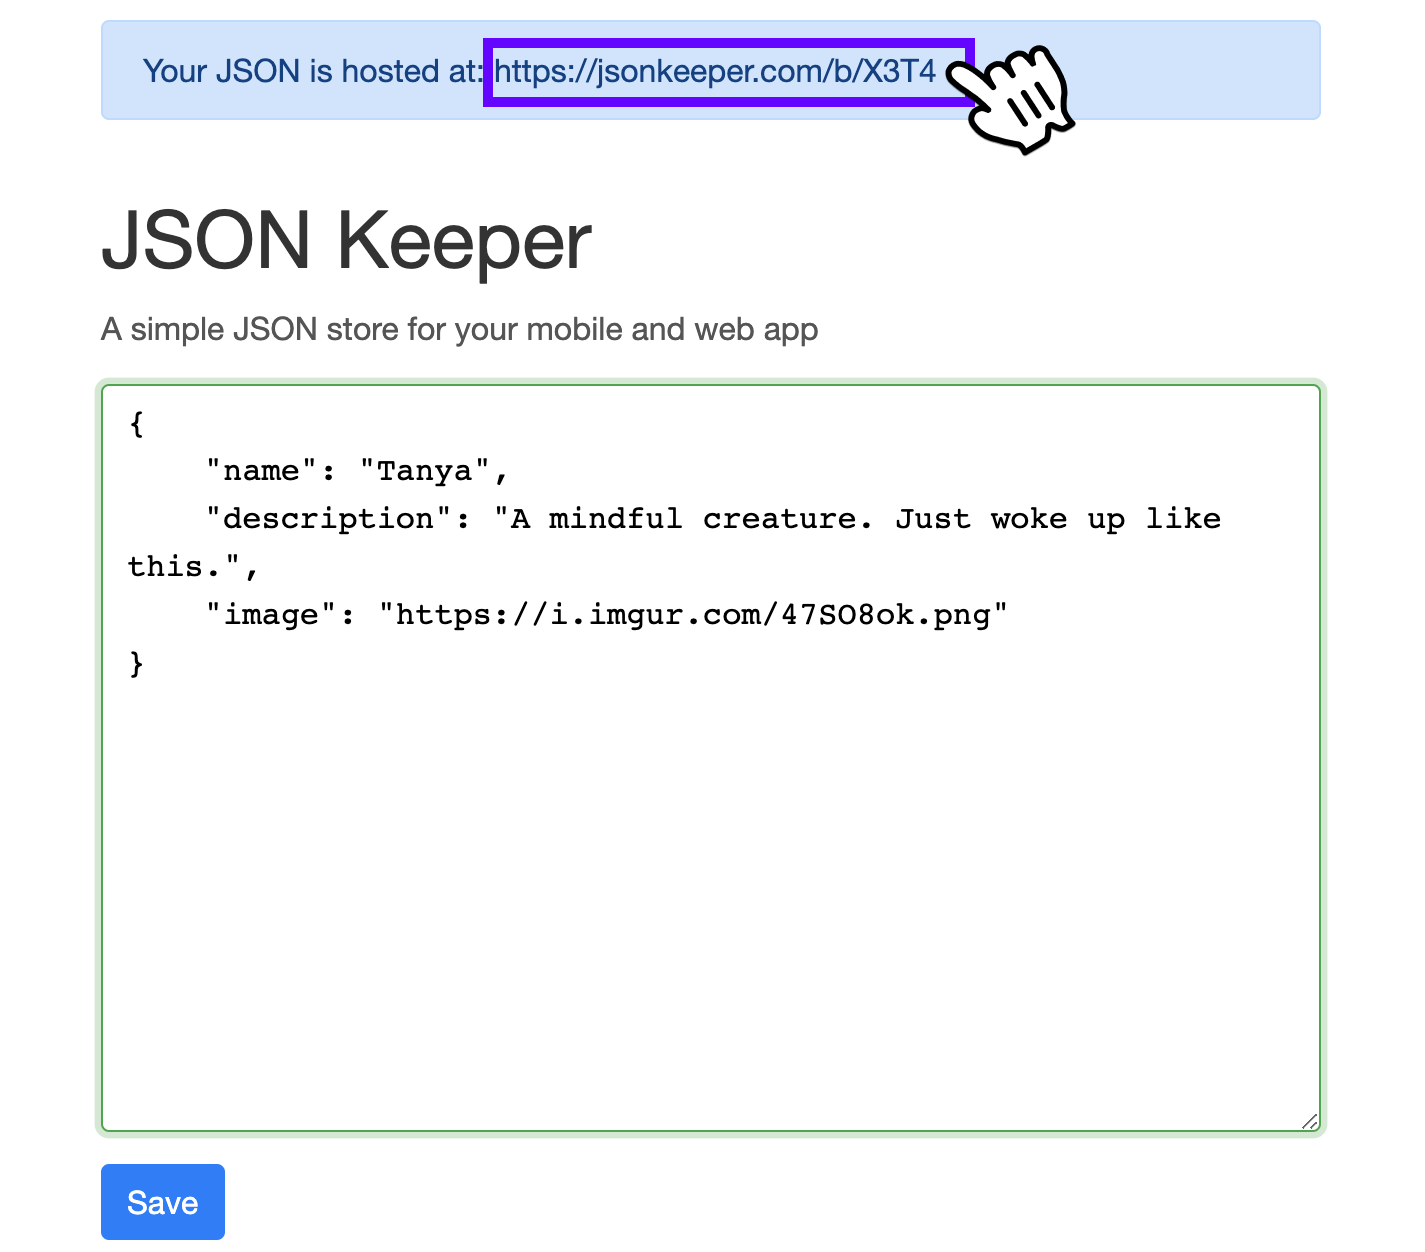 Your JSON is hosted at: https://jsonkeeper.com/b/X3T4
JSON Keeper
A simple JSON store for your mobile and web app
{
    "name": "Tanya",
    "description": "A mindful creature. Just woke up like
this.",
    "image": "https://i.imgur.com/47SO8ok.png"
}
Save